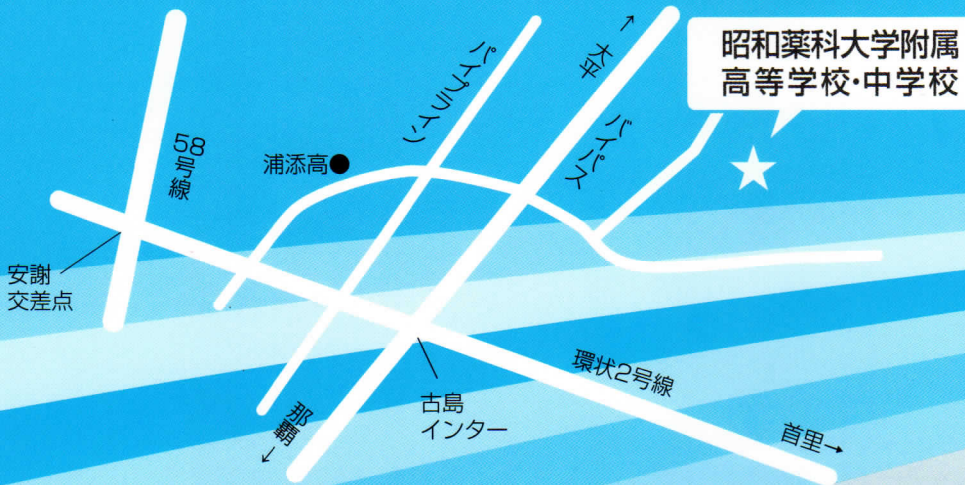 昭和薬科大学附属
高等学校・中学校
↑大平
パイプライン
バイパス
58号線
浦添高●
安謝
交差点
環状2号線
古島
インター
那覇↓
首里→